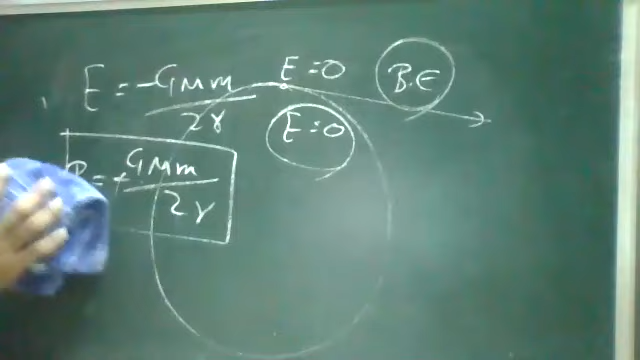 E = -GMm/2r
E = 0
B.E
E = 0
= + GMm/2r